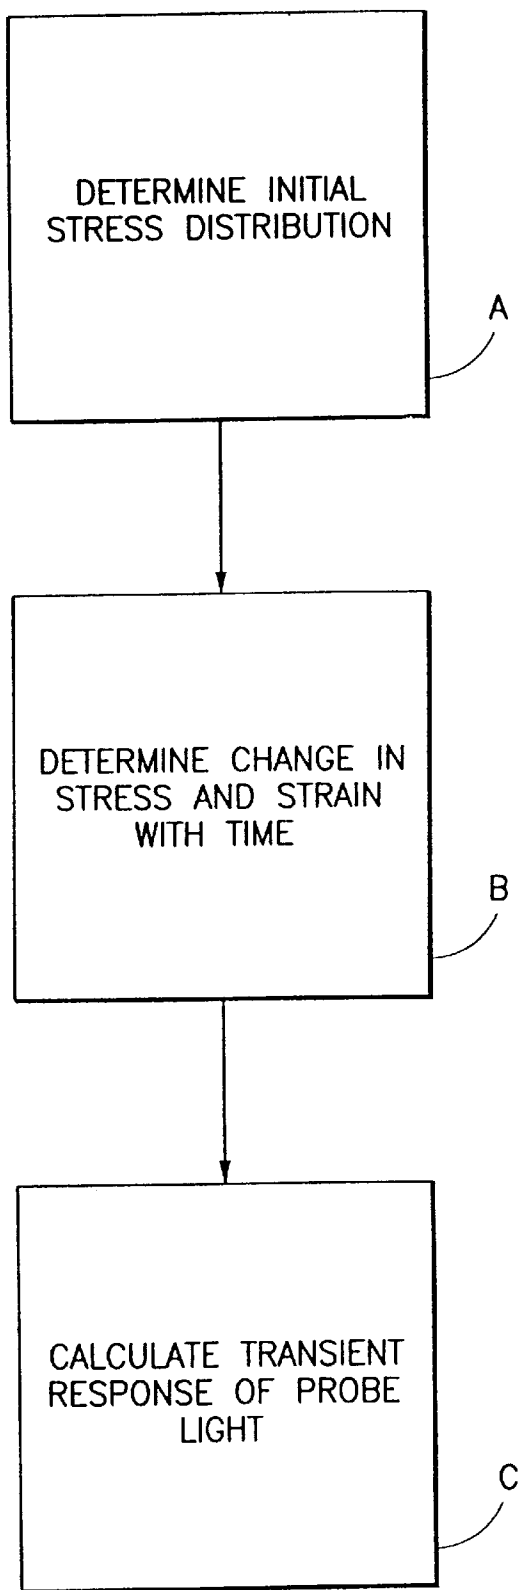 DETERMINE INITIAL
STRESS DISTRIBUTION
A
DETERMINE CHANGE IN
STRESS AND STRAIN
WITH TIME
B
CALCULATE TRANSIENT
RESPONSE OF PROBE
LIGHT
C